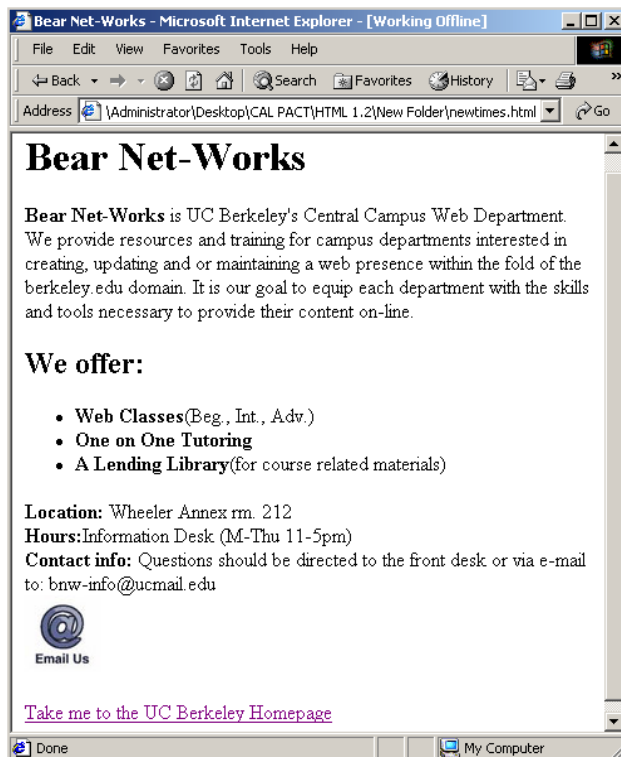 Bear Net-Works - Microsoft Internet Explorer - [Working Offline]
File Edit View Favorites Tools Help
Back Search Favorites History »
Address \Administrator\Desktop\CAL PACT\HTML 1.2\New Folder\newtimes.html Go
Bear Net-Works
Bear Net-Works is UC Berkeley's Central Campus Web Department.
We provide resources and training for campus departments interested in
creating, updating and or maintaining a web presence within the fold of the
berkeley.edu domain. It is our goal to equip each department with the skills
and tools necessary to provide their content on-line.
We offer:
• Web Classes(Beg., Int., Adv.)
• One on One Tutoring
• A Lending Library(for course related materials)
Location: Wheeler Annex rm. 212
Hours:Information Desk (M-Thu 11-5pm)
Contact info: Questions should be directed to the front desk or via e-mail
to: bnw-info@ucmail.edu
@
Email Us
Take me to the UC Berkeley Homepage
Done My Computer